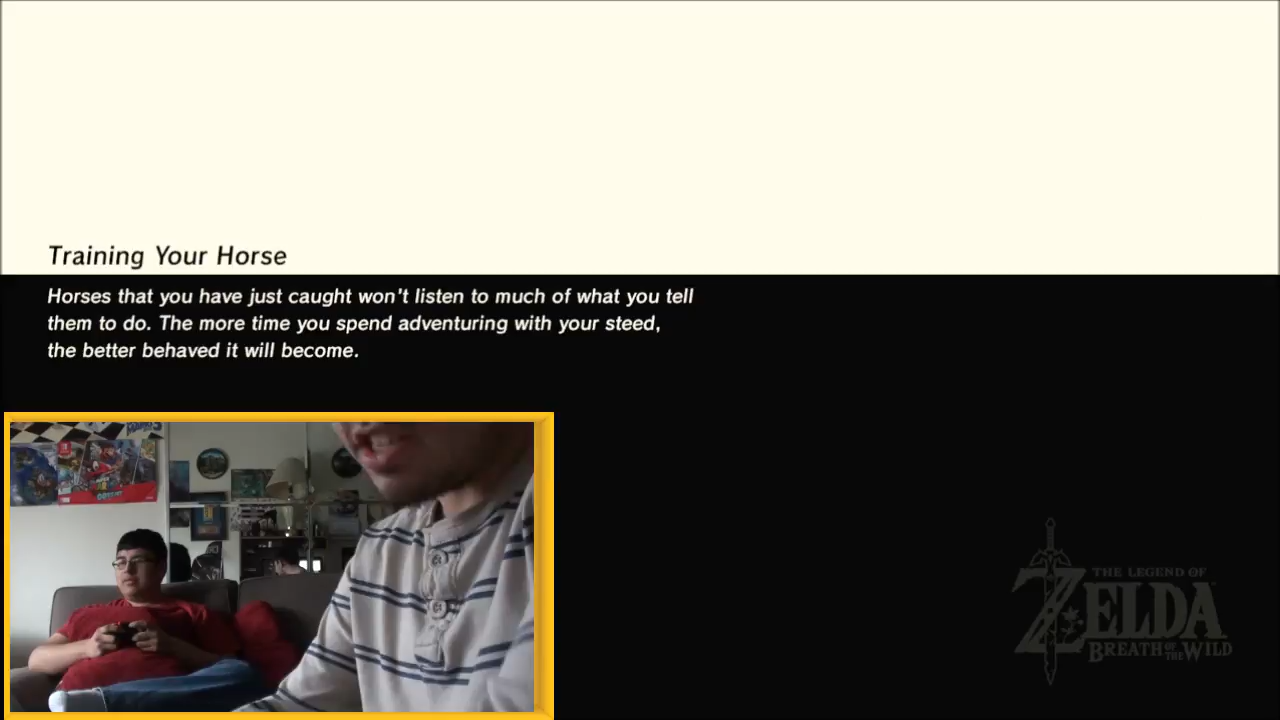 Training Your Horse
Horses that you have just caught won't listen to much of what you tell
them to do. The more time you spend adventuring with your steed,
the better behaved it will become.
THE LEGEND OF
ZELDA
BREATH OF THE WILD